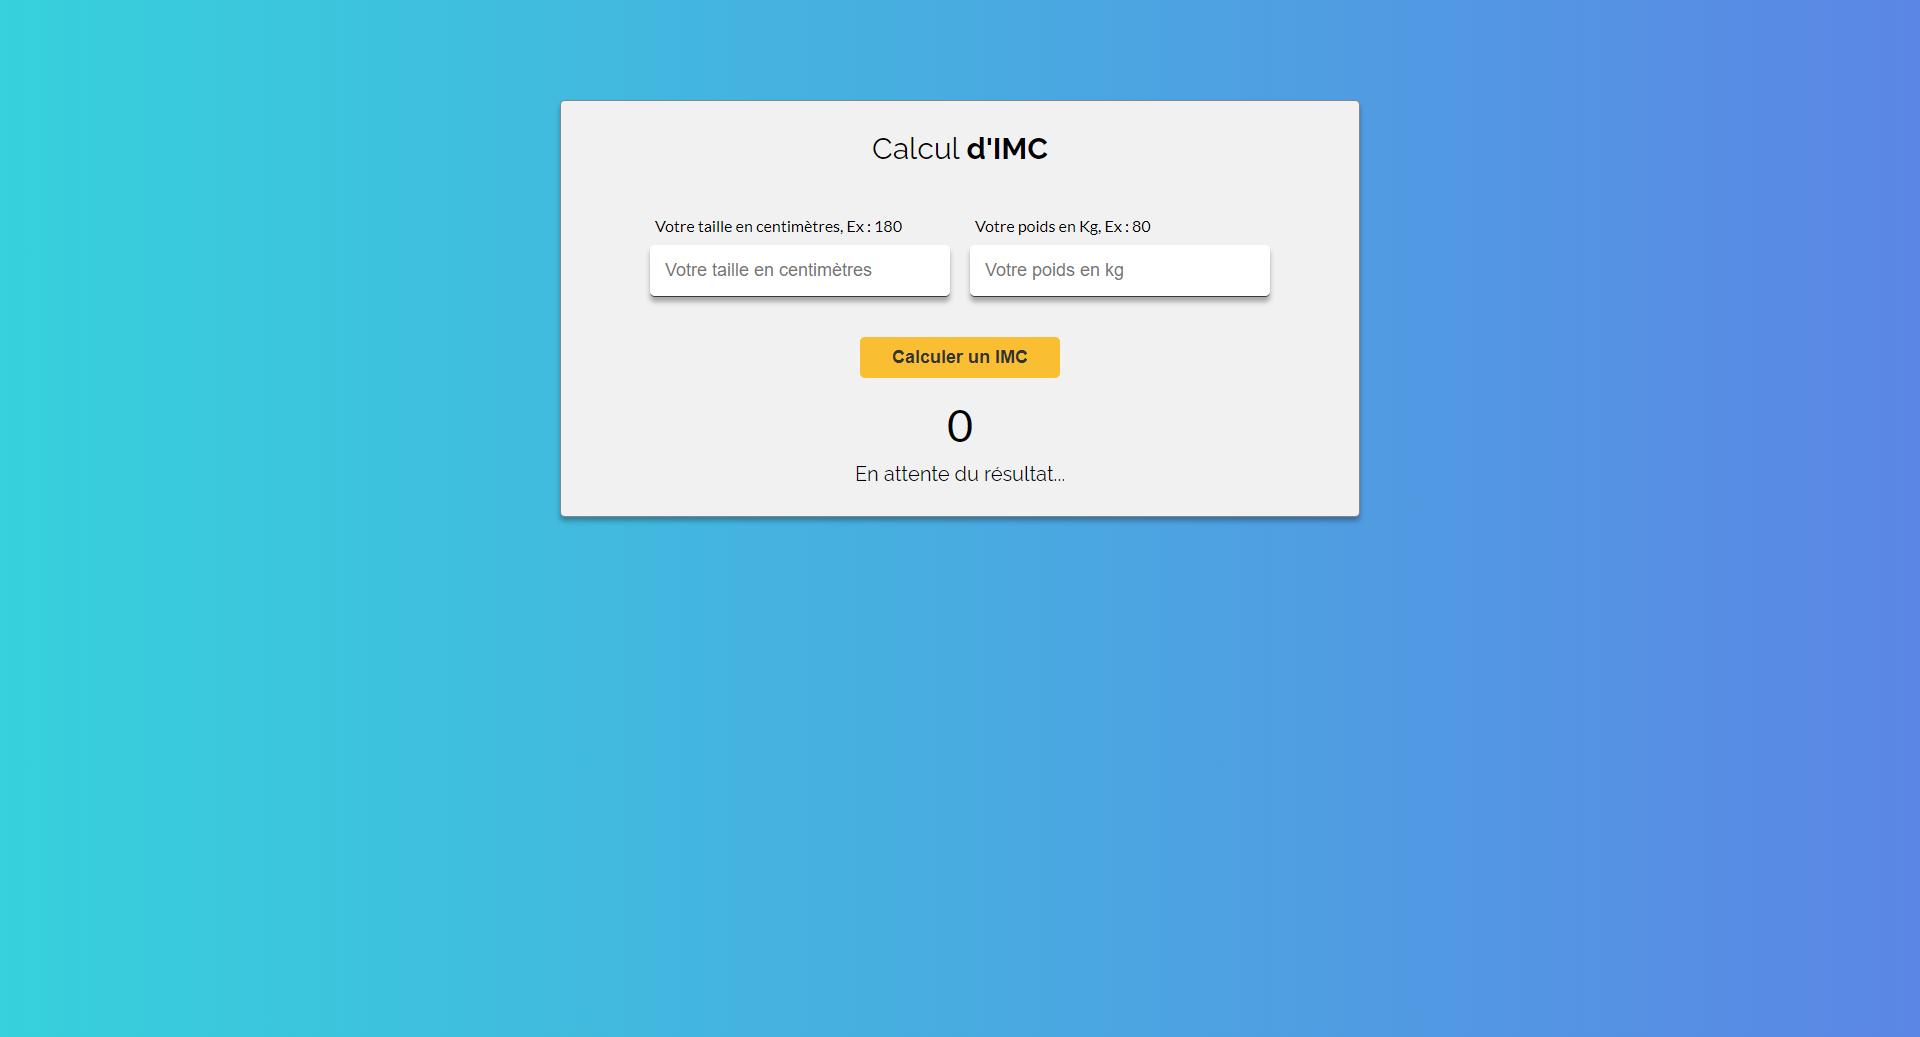 Calcul d'IMC
Votre taille en centimètres, Ex : 180
Votre poids en Kg, Ex : 80
Votre taille en centimètres
Votre poids en kg
Calculer un IMC
0
En attente du résultat...